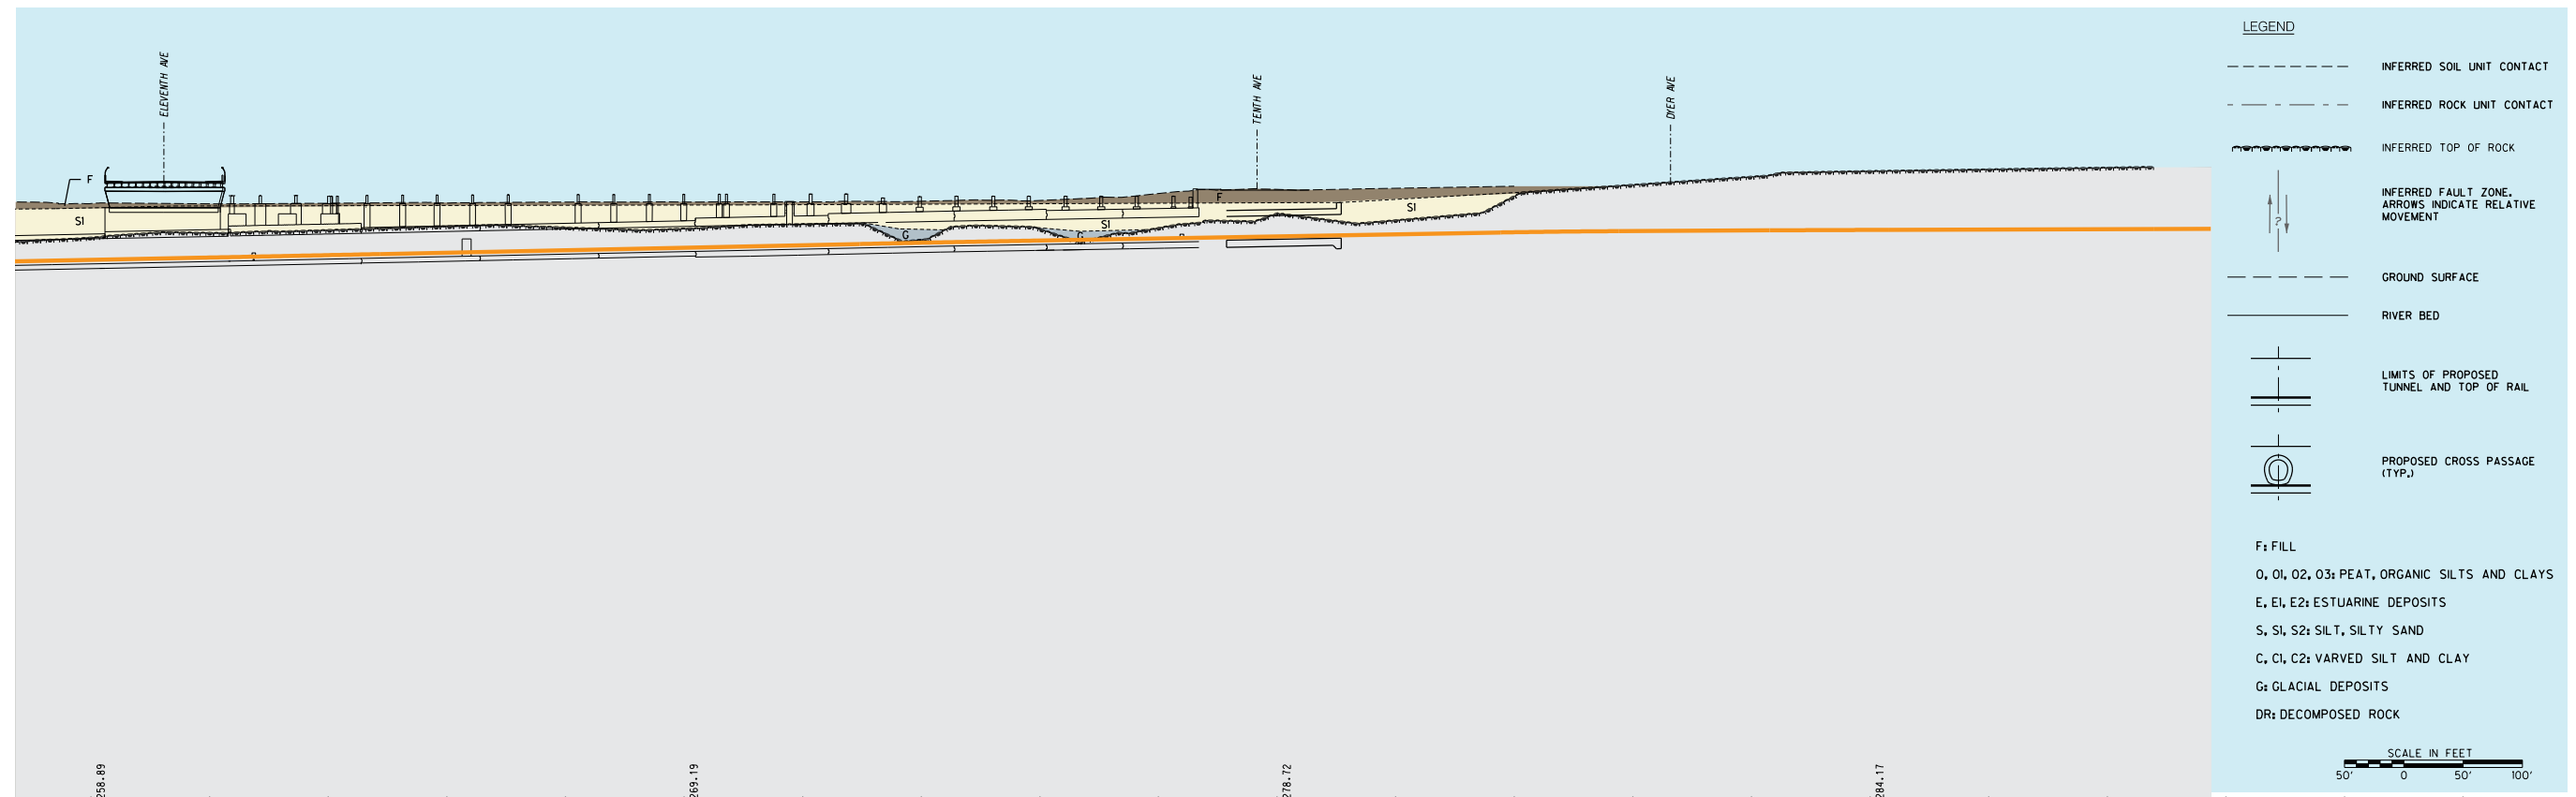 ELEVENTH AVE
TENTH AVE
DYER AVE
F
S1
G
G
S1
F
S1
258.89
269.19
278.72
284.17
LEGEND
INFERRED SOIL UNIT CONTACT
INFERRED ROCK UNIT CONTACT
INFERRED TOP OF ROCK
?
INFERRED FAULT ZONE.
ARROWS INDICATE RELATIVE
MOVEMENT
GROUND SURFACE
RIVER BED
LIMITS OF PROPOSED
TUNNEL AND TOP OF RAIL
PROPOSED CROSS PASSAGE
(TYP.)
F: FILL
O, O1, O2, O3: PEAT, ORGANIC SILTS AND CLAYS
E, E1, E2: ESTUARINE DEPOSITS
S, S1, S2: SILT, SILTY SAND
C, C1, C2: VARVED SILT AND CLAY
G: GLACIAL DEPOSITS
DR: DECOMPOSED ROCK
SCALE IN FEET
50' 0 50' 100'